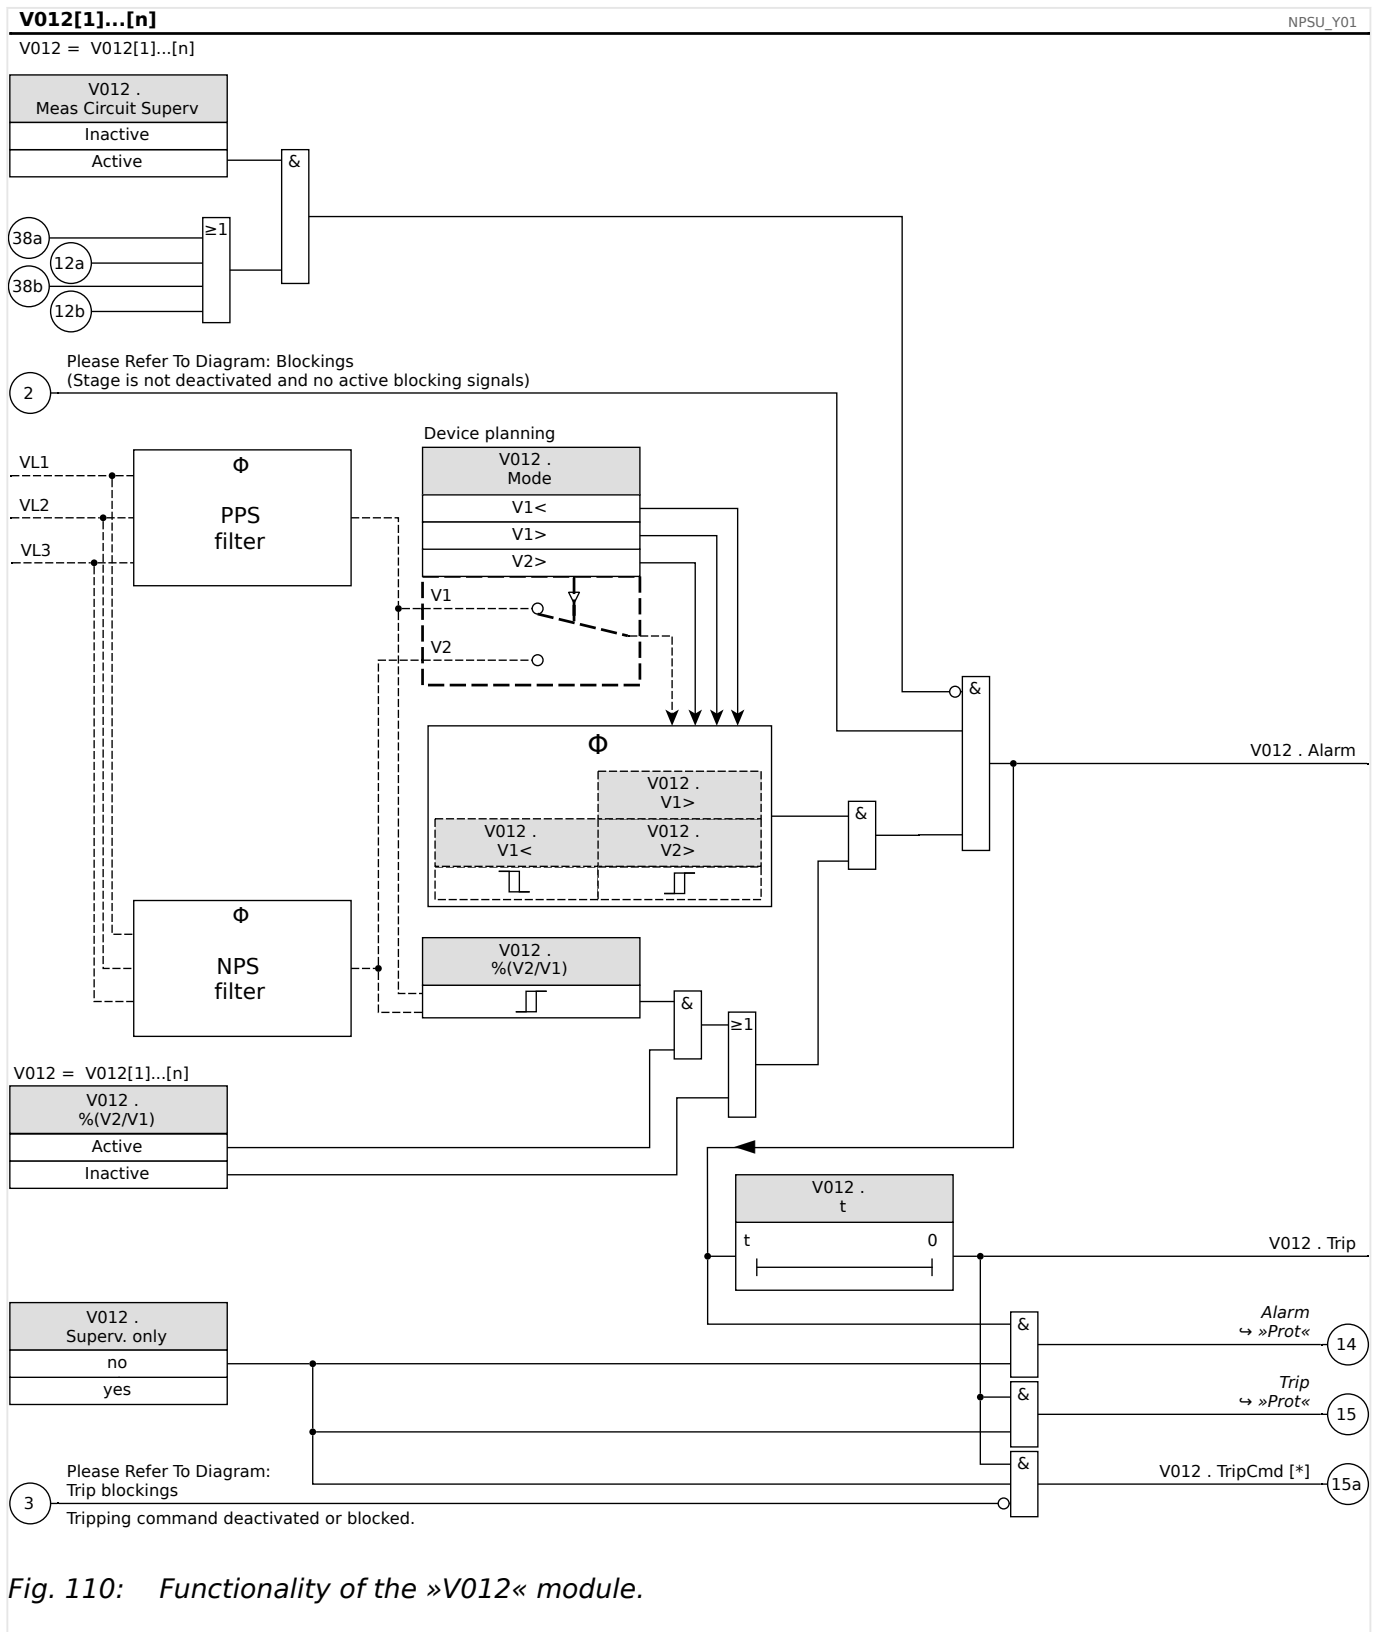 V012[1]...[n]
NPSU_Y01
V012 = V012[1]...[n]
V012 .
Meas Circuit Superv
Inactive
Active
&
38a
≥1
12a
38b
12b
Please Refer To Diagram: Blockings
(Stage is not deactivated and no active blocking signals)
2
Device planning
V012 .
Mode
V1<
V1>
V2>
VL1
VL2
VL3
Φ
PPS
filter
V1
V2
&
V012 . Alarm
Φ
V012 .
V1>
V012 .
V1<
V012 .
V2>
&
Φ
NPS
filter
V012 .
%(V2/V1)
&
≥1
V012 = V012[1]...[n]
V012 .
%(V2/V1)
Active
Inactive
V012 .
t
t 0
V012 . Trip
V012 .
Superv. only
no
yes
&
Alarm
↪ »Prot«
14
&
Trip
↪ »Prot«
15
&
V012 . TripCmd [*]
15a
Please Refer To Diagram:
Trip blockings
3
Tripping command deactivated or blocked.
Fig. 110: Functionality of the »V012« module.